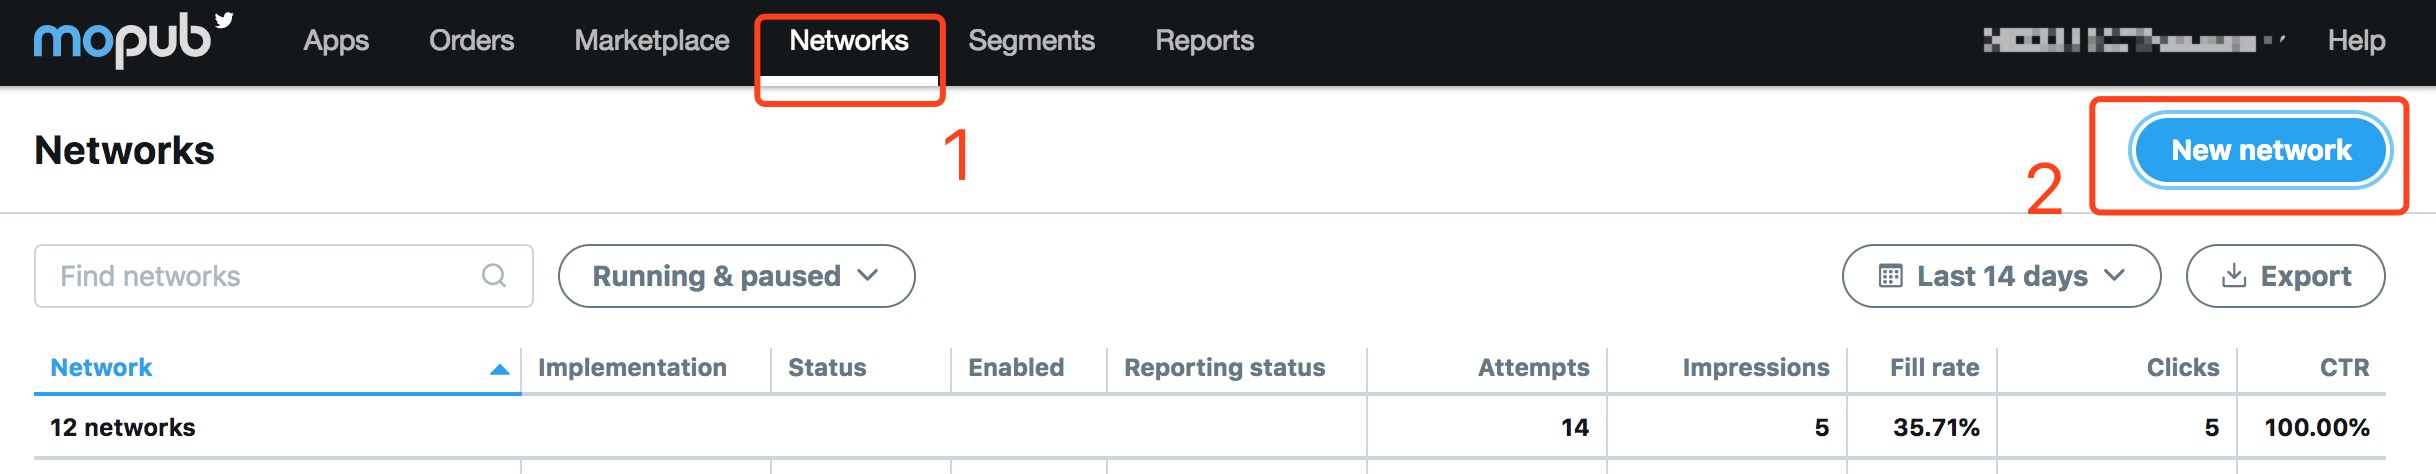 mopub Apps Orders Marketplace Networks Segments Reports Help
1
Networks New network
2
Find networks Running & paused Last 14 days Export
Network Implementation Status Enabled Reporting status Attempts Impressions Fill rate Clicks CTR
12 networks 14 5 35.71% 5 100.00%